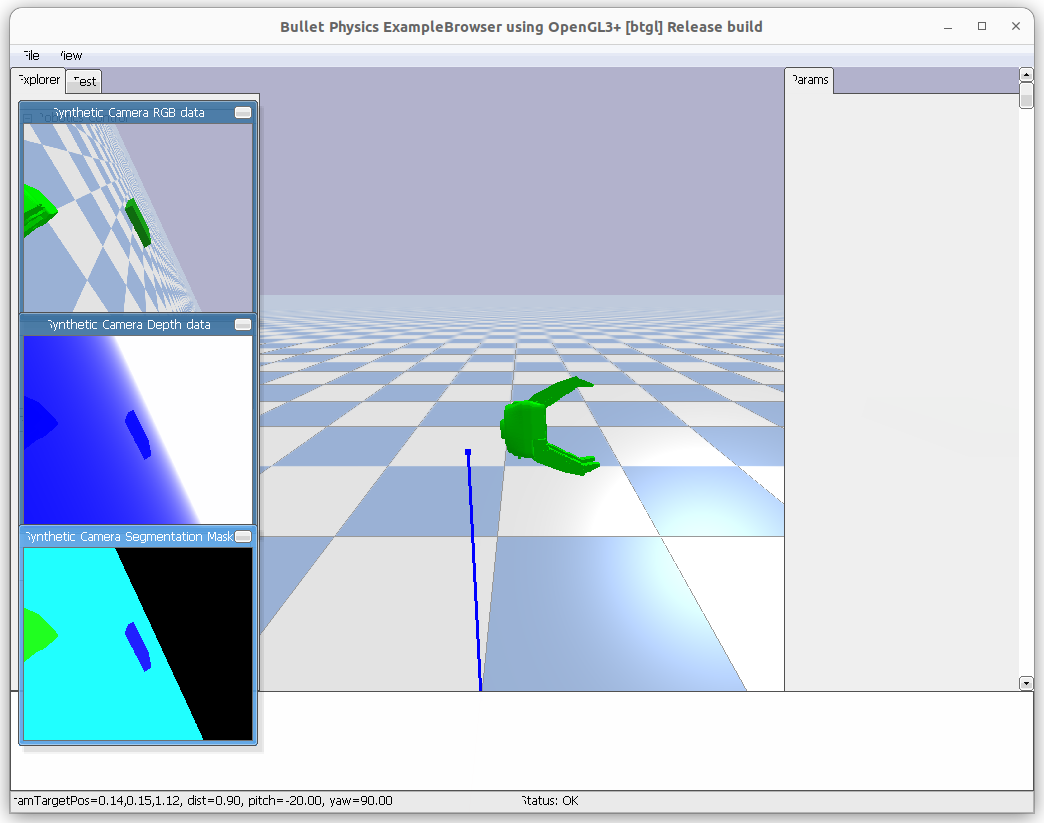 Bullet Physics ExampleBrowser using OpenGL3+ [btgl] Release build
File View
Explorer Test Params
Synthetic Camera RGB data
Synthetic Camera Depth data
Synthetic Camera Segmentation Mask
camTargetPos=0.14,0.15,1.12, dist=0.90, pitch=-20.00, yaw=90.00 Status: OK